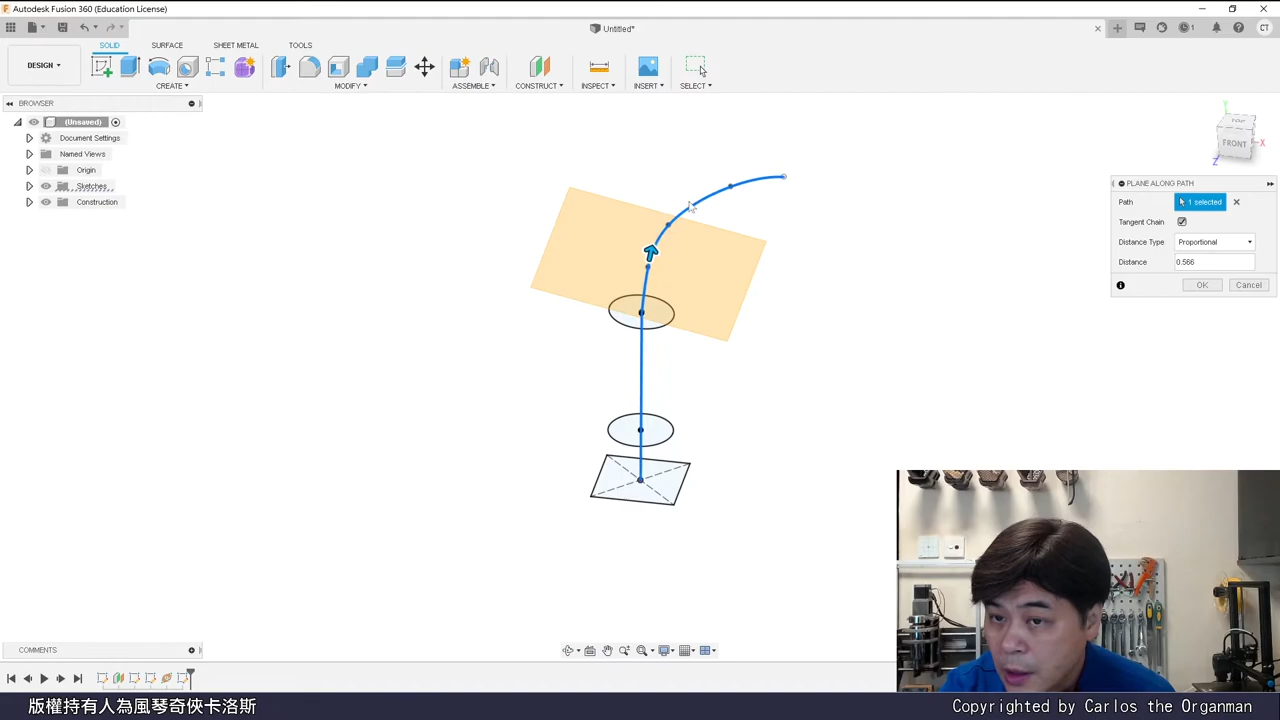 Autodesk Fusion 360 (Education License)
Untitled*
1
CT
SOLID
SURFACE
SHEET METAL
TOOLS
DESIGN
CREATE
MODIFY
ASSEMBLE
CONSTRUCT
INSPECT
INSERT
SELECT
BROWSER
(Unsaved)
Document Settings
Named Views
Origin
Sketches
Construction
Y
TOP
FRONT
X
Z
PLANE ALONG PATH
Path
1 selected
Tangent Chain
Distance Type
Proportional
Distance
0.566
OK
Cancel
COMMENTS
版權持有人為風琴奇俠卡洛斯
Copyrighted by Carlos the Organman